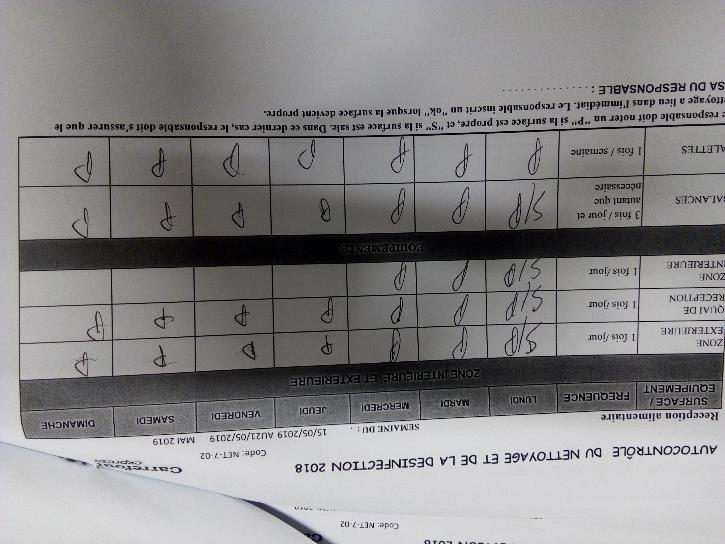 Code: NET-7-02
AUTOCONTRÔLE DU NETTOYAGE ET DE LA DESINFECTION 2018
Code: NET-7-02
Carrefour
express
Reception alimentaire
SEMAINE DU : . 15/05/2019 AU21/05/2019 MAI 2019
SURFACE / EQUIPEMENT FREQUENCE LUNDI MARDI MERCREDI JEUDI VENDREDI SAMEDI DIMANCHE
ZONE INTERIEURE ET EXTERIEURE
ZONE EXTERIEURE 1 fois /jour S/P P P P P P P
QUAI DE RECEPTION 1 fois /jour S/P P P P P P P
ZONE INTERIEURE 1 fois /jour S/P P P
EQUIPEMENTS
BALANCES 3 fois / jour et autant que nécessaire S/P P P P P P P
ALETTES 1 fois / semaine P P P P P P P
e responsable doit noter un "P" si la surface est propre, et "S" si la surface est sale. Dans ce dernier cas, le responsable doit s'assurer que le
ttoyage a lieu dans l'immédiat. Le responsable inscrit un "ok" lorsque la surface devient propre.
SA DU RESPONSABLE : . . . . . . . . . . . . . .